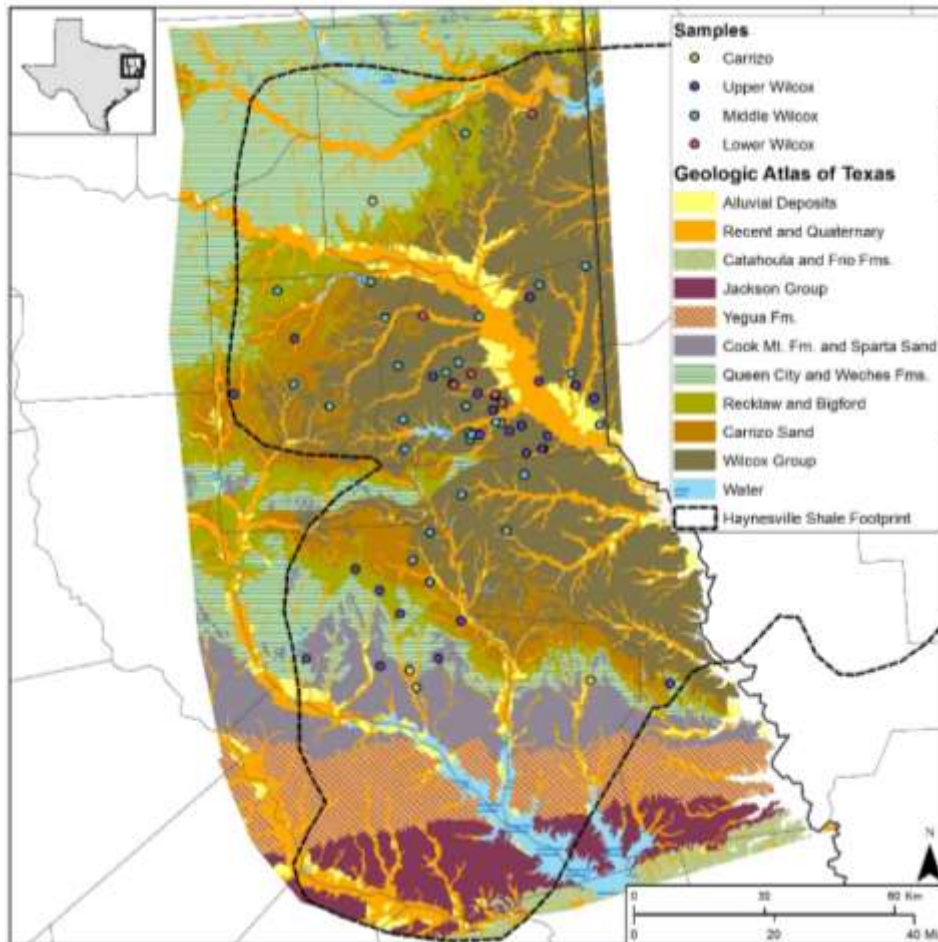 Samples
Carrizo
Upper Wilcox
Middle Wilcox
Lower Wilcox
Geologic Atlas of Texas
Alluvial Deposits
Recent and Quaternary
Catahoula and Frio Fms.
Jackson Group
Yegua Fm.
Cook Mt. Fm. and Sparta Sand
Queen City and Weches Fms.
Recklaw and Bigford
Carrizo Sand
Wilcox Group
Water
Haynesville Shale Footprint
N
0 30 60 Km
0 20 40 Mi